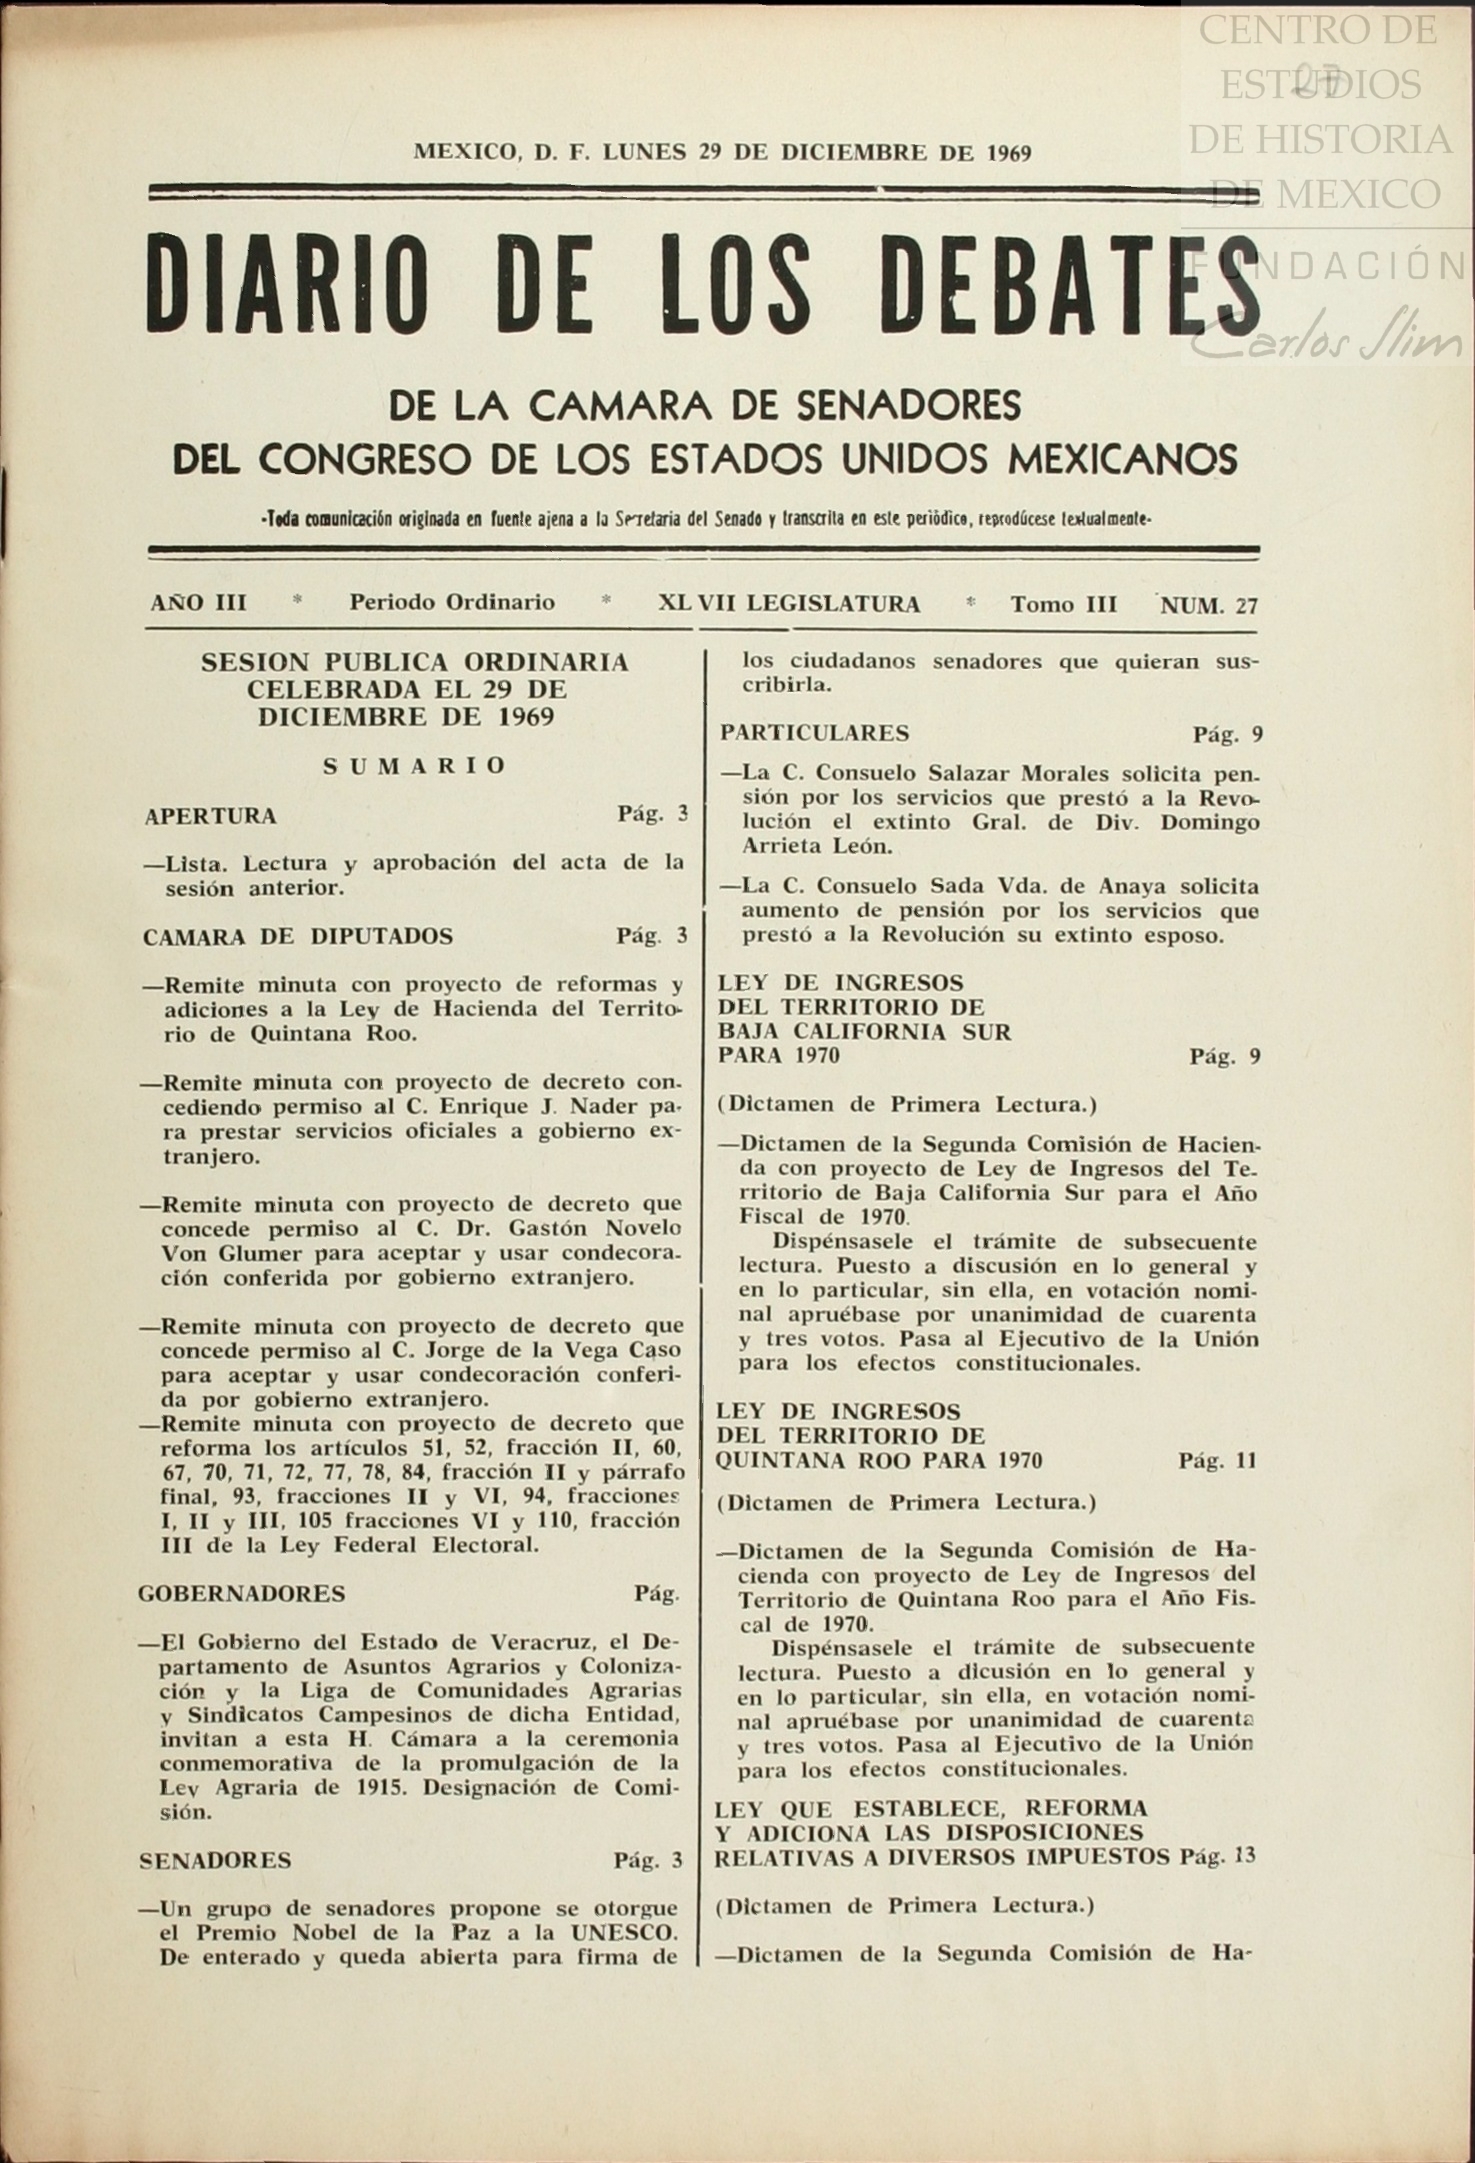 CENTRO DE
ESTUDIOS
DE HISTORIA
DE MEXICO
FUNDACIÓN
Carlos Slim
27
MEXICO, D. F. LUNES 29 DE DICIEMBRE DE 1969
DIARIO DE LOS DEBATES
DE LA CAMARA DE SENADORES
DEL CONGRESO DE LOS ESTADOS UNIDOS MEXICANOS
-Toda comunicación originada en fuente ajena a la Secretaria del Senado y transcrita en este periódico, reprodúcese textualmente-
AÑO III * Periodo Ordinario * XL VII LEGISLATURA * Tomo III NUM. 27
SESION PUBLICA ORDINARIA
CELEBRADA EL 29 DE
DICIEMBRE DE 1969
SUMARIO
APERTURA Pág. 3
—Lista. Lectura y aprobación del acta de la
sesión anterior.
CAMARA DE DIPUTADOS Pág. 3
—Remite minuta con proyecto de reformas y
adiciones a la Ley de Hacienda del Territo-
rio de Quintana Roo.
—Remite minuta con proyecto de decreto con-
cediendo permiso al C. Enrique J. Nader pa-
ra prestar servicios oficiales a gobierno ex-
tranjero.
—Remite minuta con proyecto de decreto que
concede permiso al C. Dr. Gastón Novelo
Von Glumer para aceptar y usar condecora-
ción conferida por gobierno extranjero.
—Remite minuta con proyecto de decreto que
concede permiso al C. Jorge de la Vega Caso
para aceptar y usar condecoración conferi-
da por gobierno extranjero.
—Remite minuta con proyecto de decreto que
reforma los artículos 51, 52, fracción II, 60,
67, 70, 71, 72, 77, 78, 84, fracción II y párrafo
final, 93, fracciones II y VI, 94, fracciones
I, II y III, 105 fracciones VI y 110, fracción
III de la Ley Federal Electoral.
GOBERNADORES Pág.
—El Gobierno del Estado de Veracruz, el De-
partamento de Asuntos Agrarios y Coloniza-
ción y la Liga de Comunidades Agrarias
y Sindicatos Campesinos de dicha Entidad,
invitan a esta H. Cámara a la ceremonia
conmemorativa de la promulgación de la
Ley Agraria de 1915. Designación de Comi-
sión.
SENADORES Pág. 3
—Un grupo de senadores propone se otorgue
el Premio Nobel de la Paz a la UNESCO.
De enterado y queda abierta para firma de
los ciudadanos senadores que quieran sus-
cribirla.
PARTICULARES Pág. 9
—La C. Consuelo Salazar Morales solicita pen-
sión por los servicios que prestó a la Revo-
lución el extinto Gral. de Div. Domingo
Arrieta León.
—La C. Consuelo Sada Vda. de Anaya solicita
aumento de pensión por los servicios que
prestó a la Revolución su extinto esposo.
LEY DE INGRESOS
DEL TERRITORIO DE
BAJA CALIFORNIA SUR
PARA 1970 Pág. 9
(Dictamen de Primera Lectura.)
—Dictamen de la Segunda Comisión de Hacien-
da con proyecto de Ley de Ingresos del Te-
rritorio de Baja California Sur para el Año
Fiscal de 1970.
Dispénsasele el trámite de subsecuente
lectura. Puesto a discusión en lo general y
en lo particular, sin ella, en votación nomi-
nal apruébase por unanimidad de cuarenta
y tres votos. Pasa al Ejecutivo de la Unión
para los efectos constitucionales.
LEY DE INGRESOS
DEL TERRITORIO DE
QUINTANA ROO PARA 1970 Pág. 11
(Dictamen de Primera Lectura.)
—Dictamen de la Segunda Comisión de Ha-
cienda con proyecto de Ley de Ingresos del
Territorio de Quintana Roo para el Año Fis-
cal de 1970.
Dispénsasele el trámite de subsecuente
lectura. Puesto a dicusión en lo general y
en lo particular, sin ella, en votación nomi-
nal apruébase por unanimidad de cuarenta
y tres votos. Pasa al Ejecutivo de la Unión
para los efectos constitucionales.
LEY QUE ESTABLECE, REFORMA
Y ADICIONA LAS DISPOSICIONES
RELATIVAS A DIVERSOS IMPUESTOS Pág. 13
(Dictamen de Primera Lectura.)
—Dictamen de la Segunda Comisión de Ha-